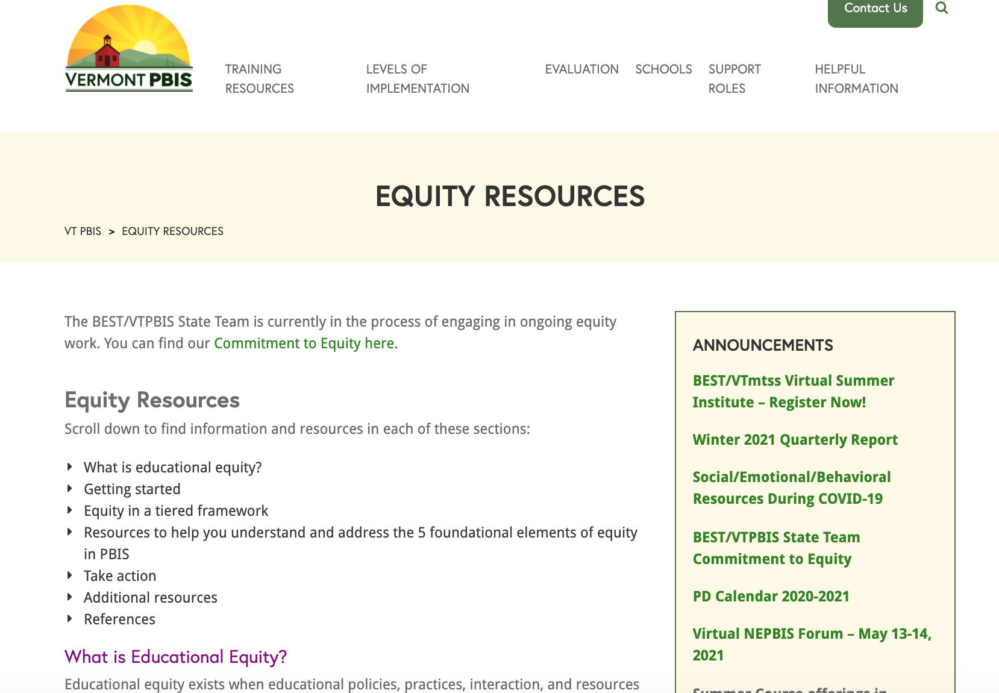 Contact Us
VERMONT PBIS
TRAINING
RESOURCES
LEVELS OF
IMPLEMENTATION
EVALUATION
SCHOOLS
SUPPORT
ROLES
HELPFUL
INFORMATION
EQUITY RESOURCES
VT PBIS > EQUITY RESOURCES
The BEST/VTPBIS State Team is currently in the process of engaging in ongoing equity
work. You can find our Commitment to Equity here.
Equity Resources
Scroll down to find information and resources in each of these sections:
What is educational equity?
Getting started
Equity in a tiered framework
Resources to help you understand and address the 5 foundational elements of equity
in PBIS
Take action
Additional resources
References
What is Educational Equity?
Educational equity exists when educational policies, practices, interaction, and resources
ANNOUNCEMENTS
BEST/VTmtss Virtual Summer
Institute – Register Now!
Winter 2021 Quarterly Report
Social/Emotional/Behavioral
Resources During COVID-19
BEST/VTPBIS State Team
Commitment to Equity
PD Calendar 2020-2021
Virtual NEPBIS Forum – May 13-14,
2021
Summer Course offerings in